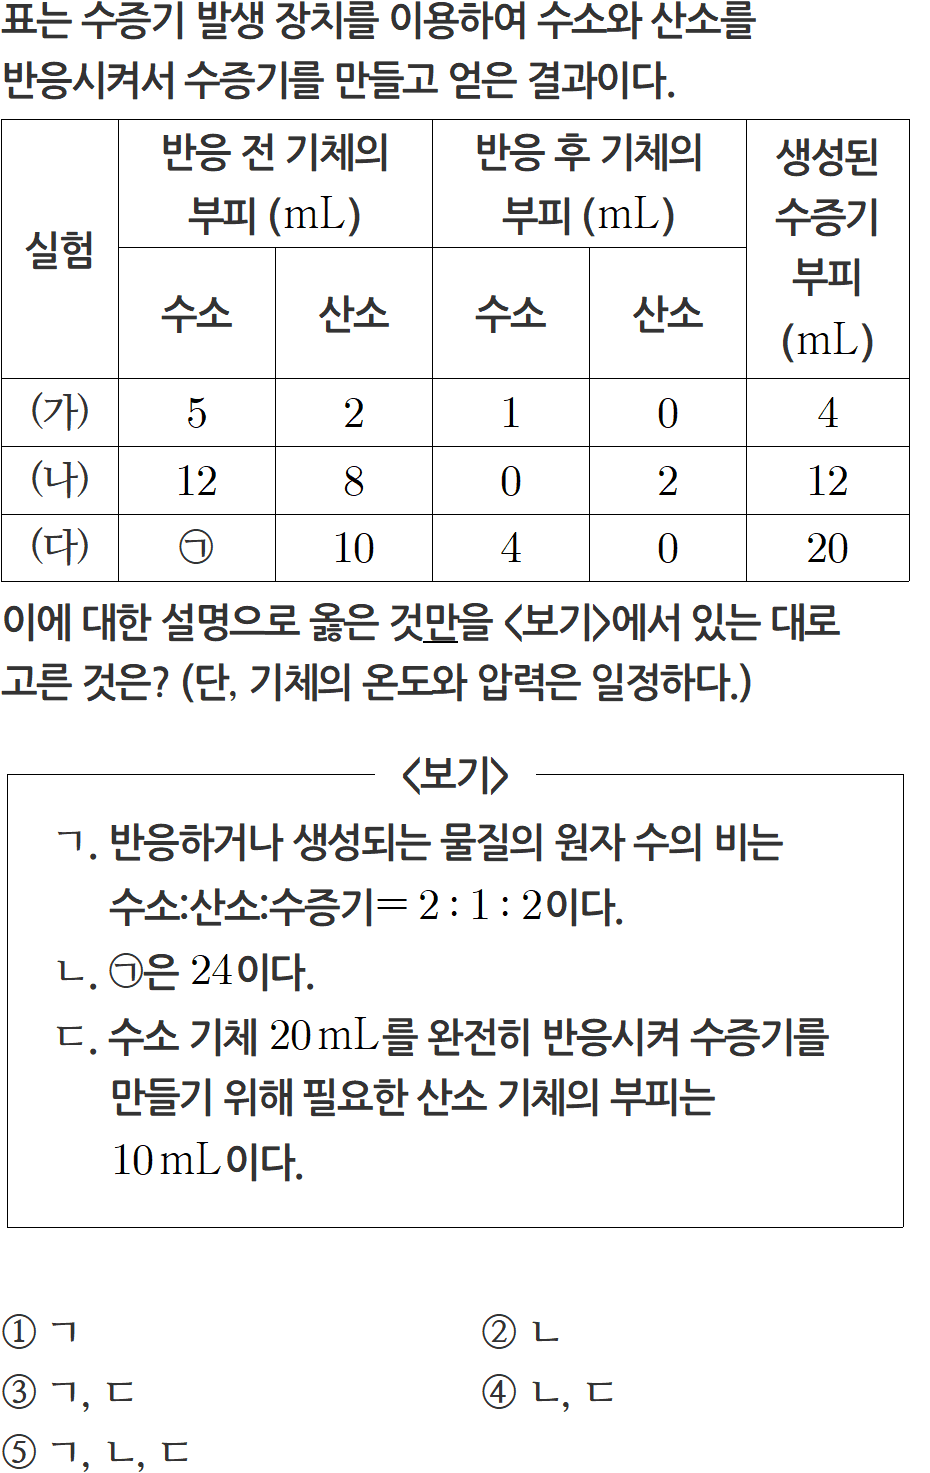 표는 수증기 발생 장치를 이용하여 수소와 산소를
반응시켜서 수증기를 만들고 얻은 결과이다.
실험 반응 전 기체의 부피 (mL) 반응 후 기체의 부피 (mL) 생성된 수증기 부피 (mL)
수소 산소 수소 산소
(가) 5 2 1 0 4
(나) 12 8 0 2 12
(다) ㉠ 10 4 0 20
이에 대한 설명으로 옳은 것만을 <보기>에서 있는 대로
고른 것은? (단, 기체의 온도와 압력은 일정하다.)
<보기>
ㄱ. 반응하거나 생성되는 물질의 원자 수의 비는
수소:산소:수증기= 2 : 1 : 2이다.
ㄴ. ㉠은 24이다.
ㄷ. 수소 기체 20 mL를 완전히 반응시켜 수증기를
만들기 위해 필요한 산소 기체의 부피는
10 mL이다.
① ㄱ ② ㄴ
③ ㄱ, ㄷ ④ ㄴ, ㄷ
⑤ ㄱ, ㄴ, ㄷ